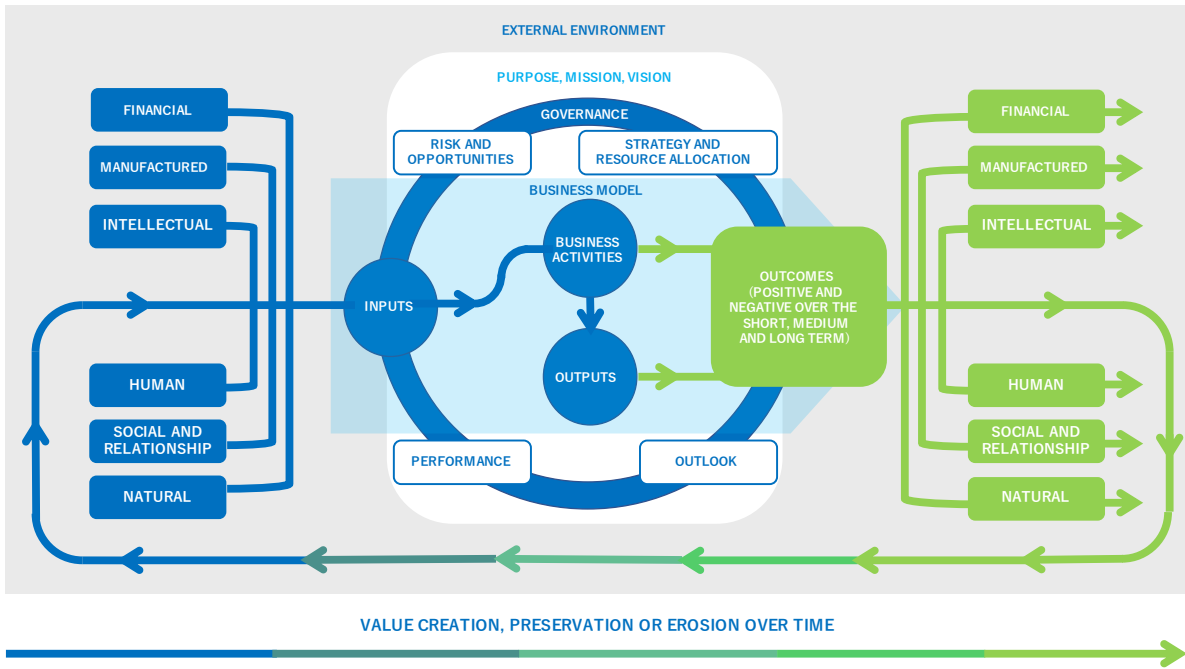 EXTERNAL ENVIRONMENT
PURPOSE, MISSION, VISION
GOVERNANCE
RISK AND
OPPORTUNITIES
STRATEGY AND
RESOURCE ALLOCATION
BUSINESS MODEL
FINANCIAL
MANUFACTURED
INTELLECTUAL
HUMAN
SOCIAL AND
RELATIONSHIP
NATURAL
INPUTS
BUSINESS
ACTIVITIES
OUTPUTS
OUTCOMES
(POSITIVE AND
NEGATIVE OVER THE
SHORT, MEDIUM
AND LONG TERM)
PERFORMANCE
OUTLOOK
FINANCIAL
MANUFACTURED
INTELLECTUAL
HUMAN
SOCIAL AND
RELATIONSHIP
NATURAL
VALUE CREATION, PRESERVATION OR EROSION OVER TIME